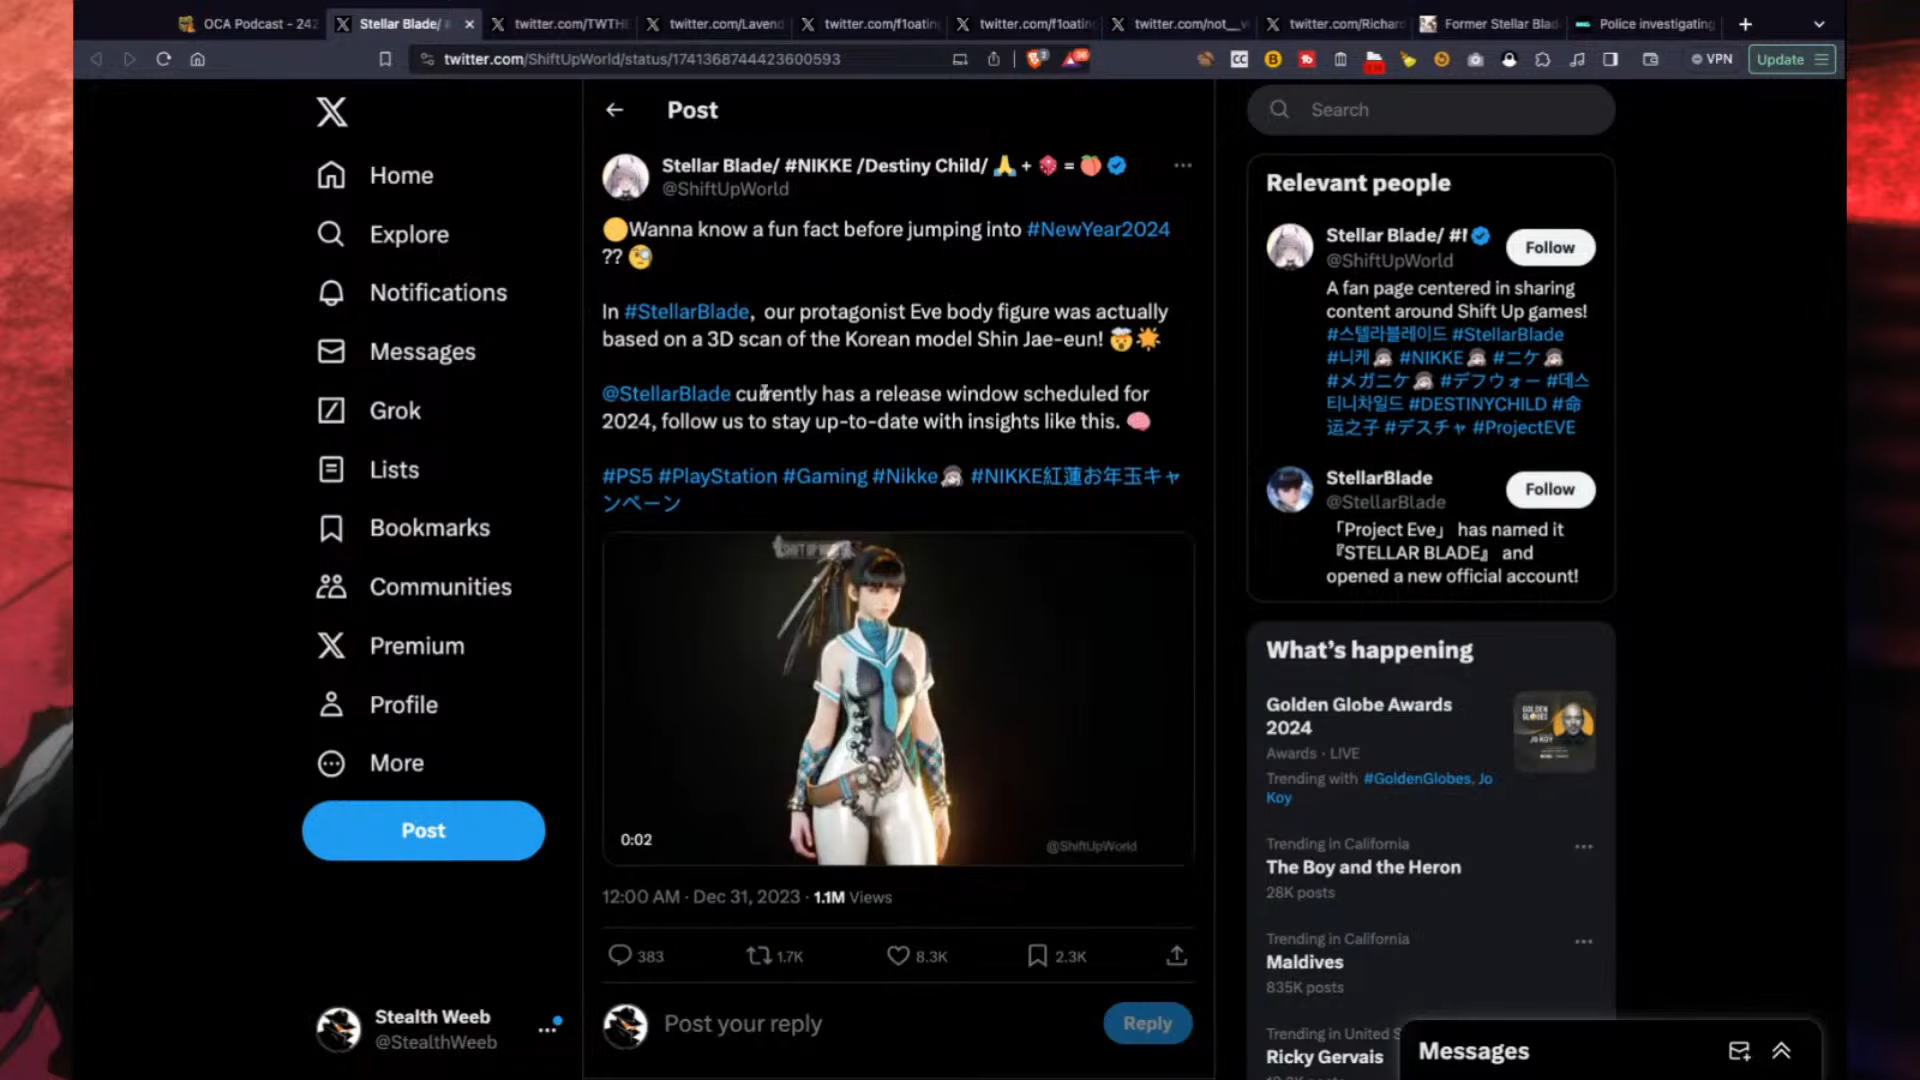 OCA Podcast - 242
Stellar Blade/ #
twitter.com/TWTHE
twitter.com/Lavend
twitter.com/f1oating
twitter.com/f1oating
twitter.com/not_
twitter.com/Richar
Former Stellar Blad
Police investigating
twitter.com/ShiftUpWorld/status/1741368744423600593
CC
VPN
Update
Home
Explore
Notifications
Messages
Grok
Lists
Bookmarks
Communities
Premium
Profile
More
Post
Stealth Weeb
@StealthWeeb
Post
Stellar Blade/ #NIKKE /Destiny Child/ 🙏 + = 🍑
@ShiftUpWorld
Wanna know a fun fact before jumping into #NewYear2024
?? 🧐
In #StellarBlade, our protagonist Eve body figure was actually
based on a 3D scan of the Korean model Shin Jae-eun! 🤯🌟
@StellarBlade currently has a release window scheduled for
2024, follow us to stay up-to-date with insights like this. 🧠
#PS5 #PlayStation #Gaming #Nikke #NIKKE紅蓮お年玉キャ
ンペーン
SHIFT UP WORLD
0:02
@ShiftUpWorld
12:00 AM · Dec 31, 2023 · 1.1M Views
383
1.7K
8.3K
2.3K
Post your reply
Reply
Search
Relevant people
Stellar Blade/ #N
@ShiftUpWorld
Follow
A fan page centered in sharing
content around Shift Up games!
#스텔라블레이드 #StellarBlade
#니케 #NIKKE #ニケ
#メガニケ #デフウォー #데스
티니차일드 #DESTINYCHILD #命
运之子 #デスチャ #ProjectEVE
StellarBlade
@StellarBlade
Follow
「Project Eve」 has named it
『STELLAR BLADE』 and
opened a new official account!
What's happening
Golden Globe Awards
2024
Awards · LIVE
Trending with #GoldenGlobes, Jo
Koy
GOLDEN
GLOBES
JO KOY
Trending in California
The Boy and the Heron
28K posts
Trending in California
Maldives
835K posts
Trending in United S
Ricky Gervais
Messages